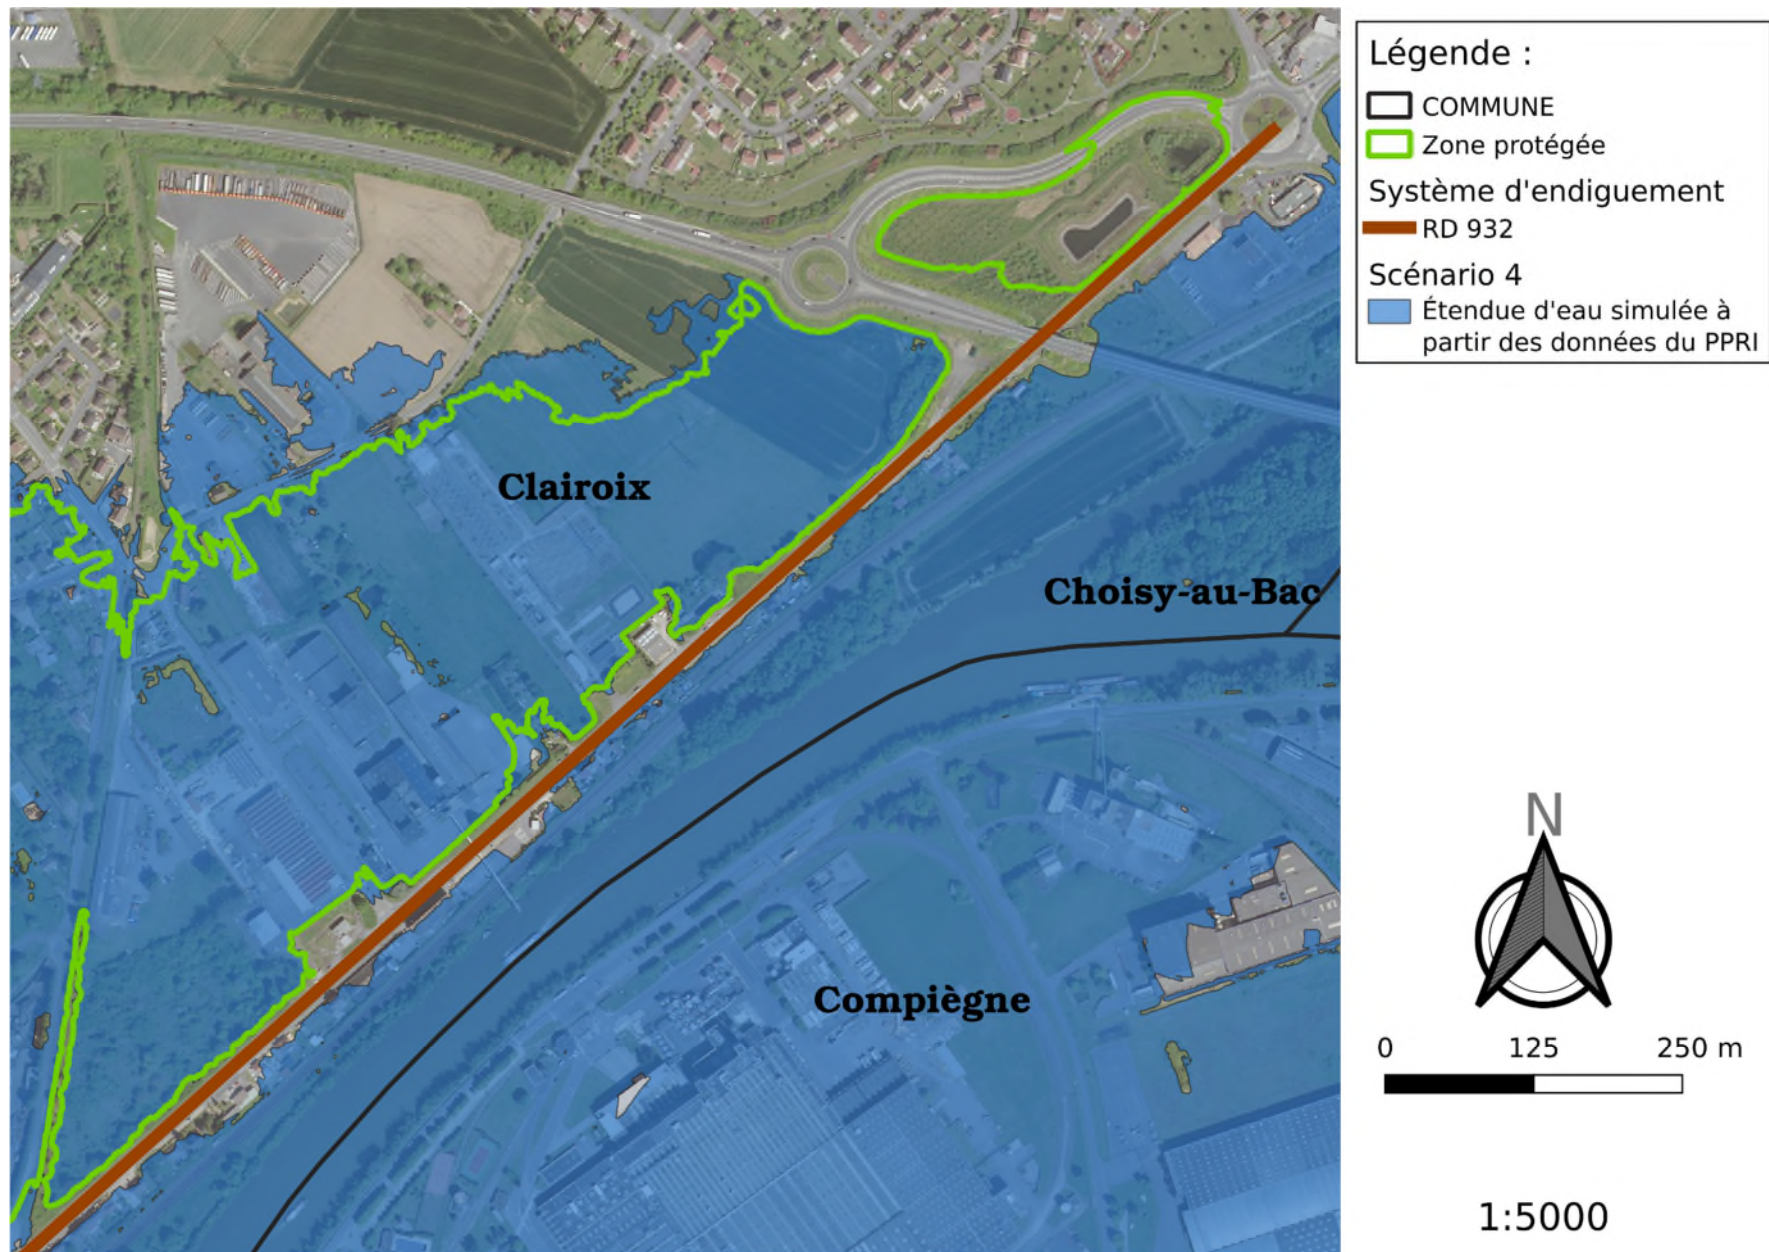 Légende :
COMMUNE
Zone protégée
Système d'endiguement
RD 932
Scénario 4
Étendue d'eau simulée à
partir des données du PPRI
Clairoix
Choisy-au-Bac
Compiègne
N
0 125 250 m
1:5000